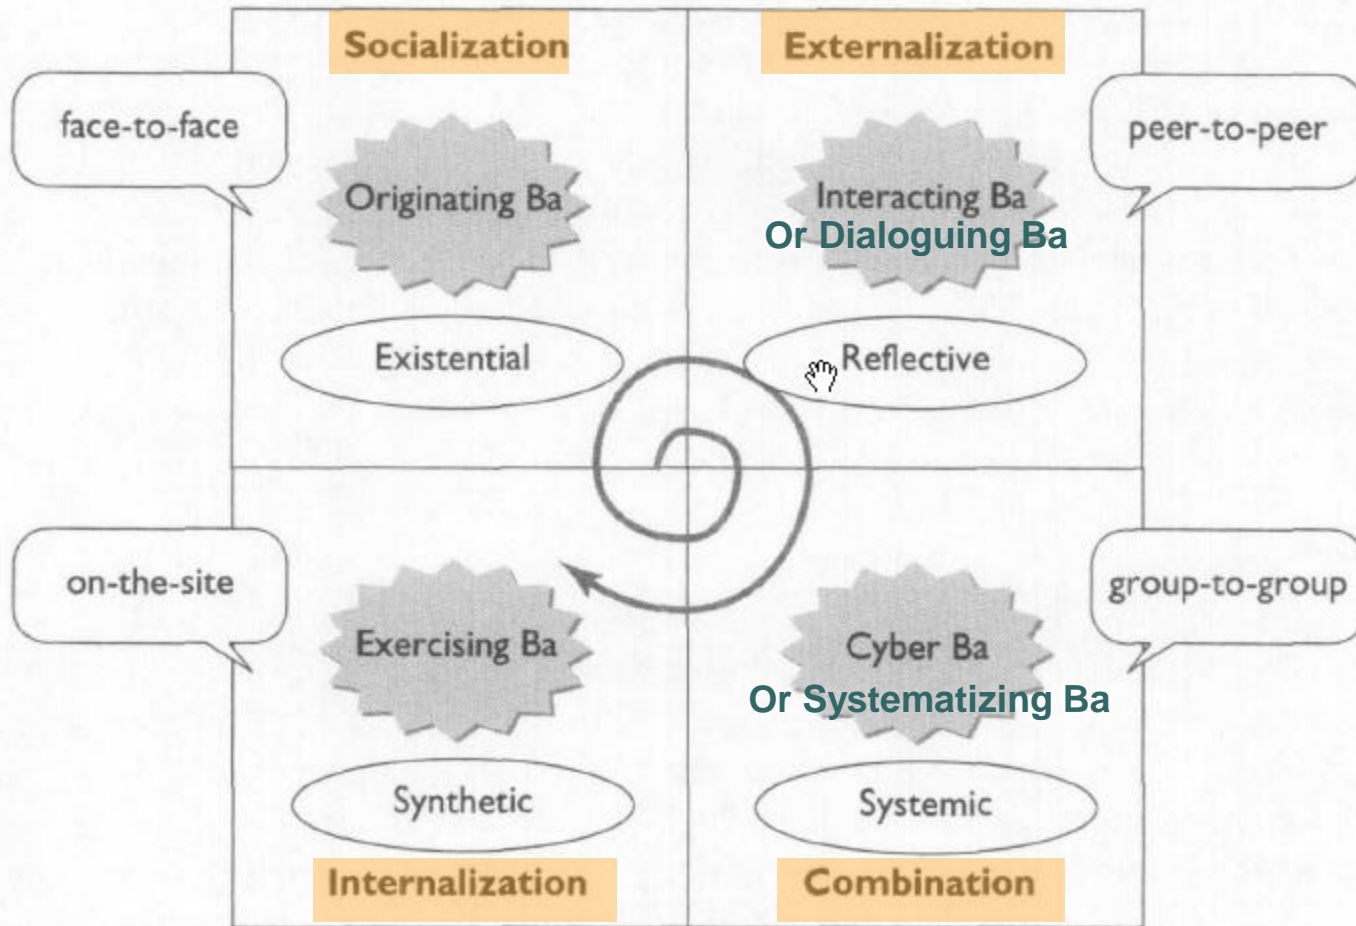 Socialization
Externalization
face-to-face
peer-to-peer
Originating Ba
Interacting Ba
Or Dialoguing Ba
Existential
Reflective
on-the-site
group-to-group
Exercising Ba
Cyber Ba
Or Systematizing Ba
Synthetic
Systemic
Internalization
Combination